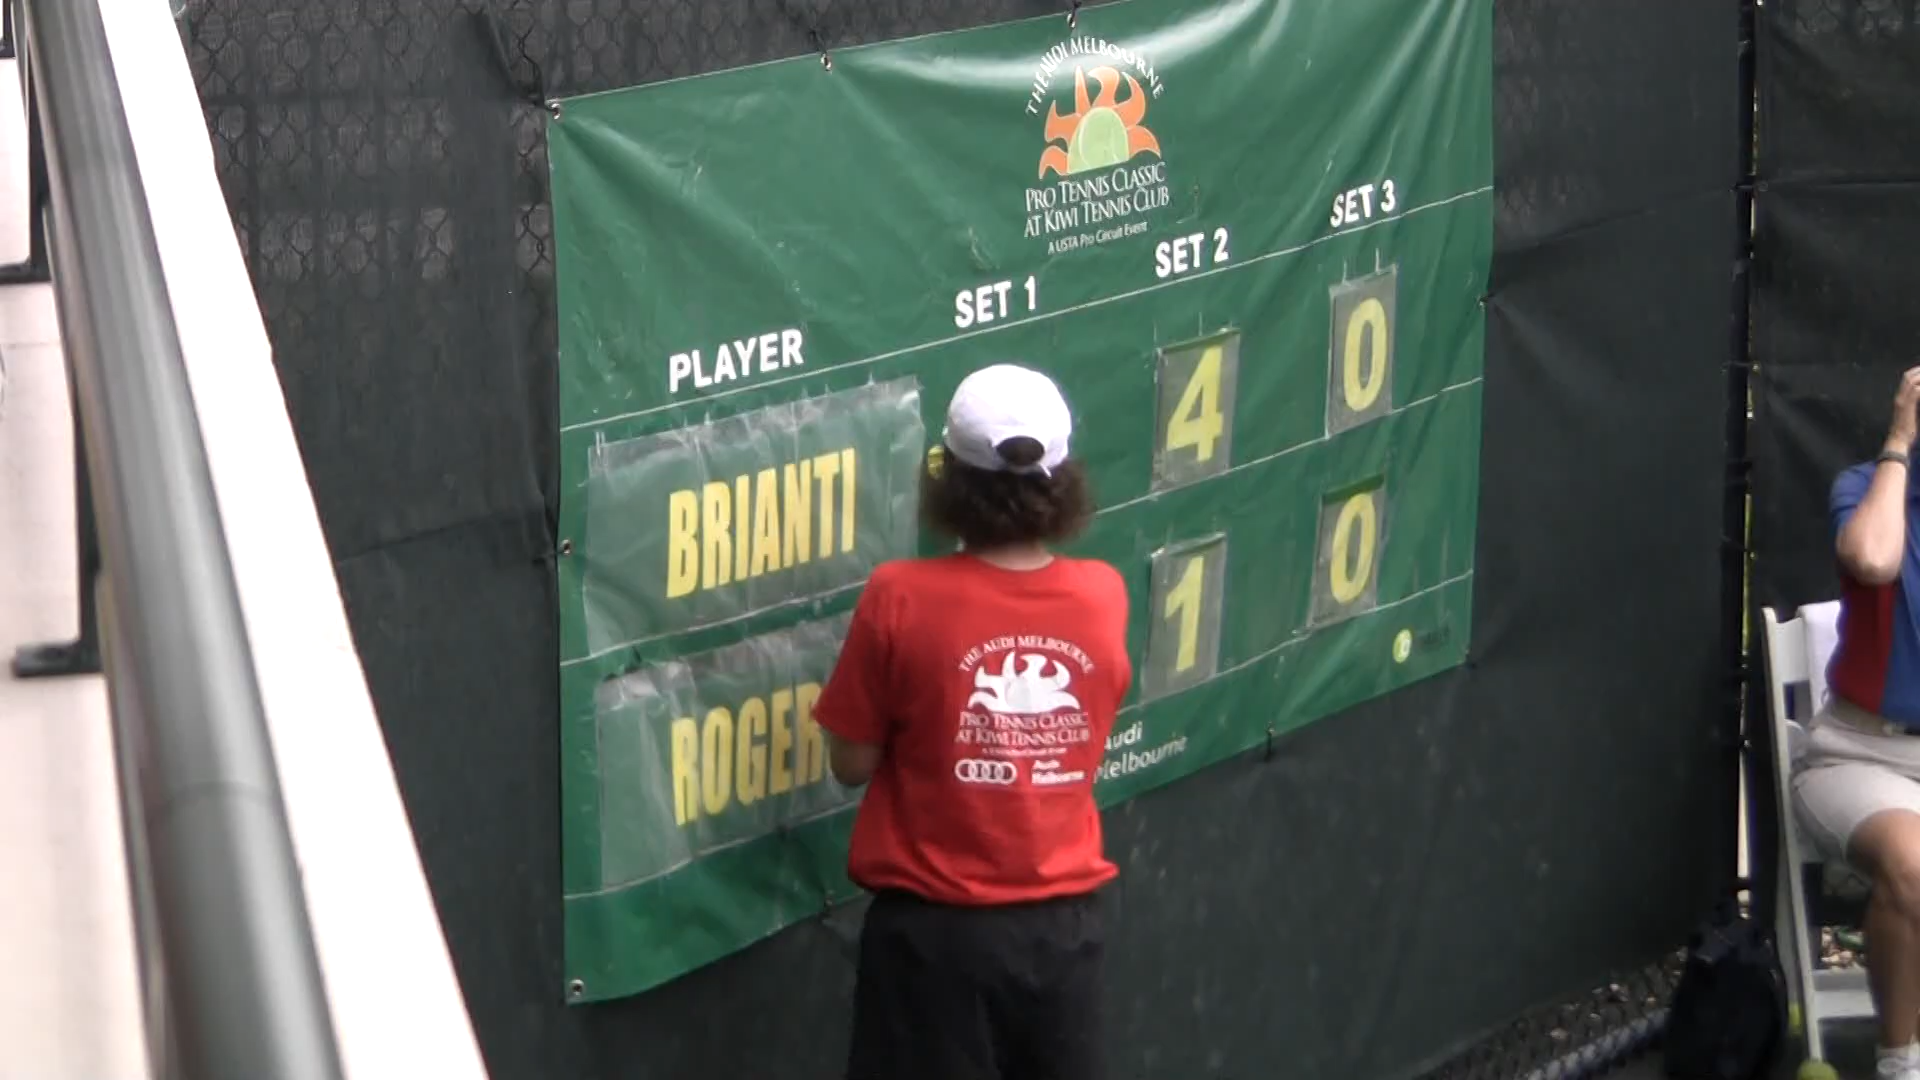 THE AUDI MELBOURNE
PRO TENNIS CLASSIC
AT KIWI TENNIS CLUB
A USTA Pro Circuit Event
PLAYER SET 1 SET 2 SET 3
BRIANTI 4 0
ROGER 1 0
Audi
Melbourne
THE AUDI MELBOURNE
PRO TENNIS CLASSIC
AT KIWI TENNIS CLUB
Audi
Melbourne